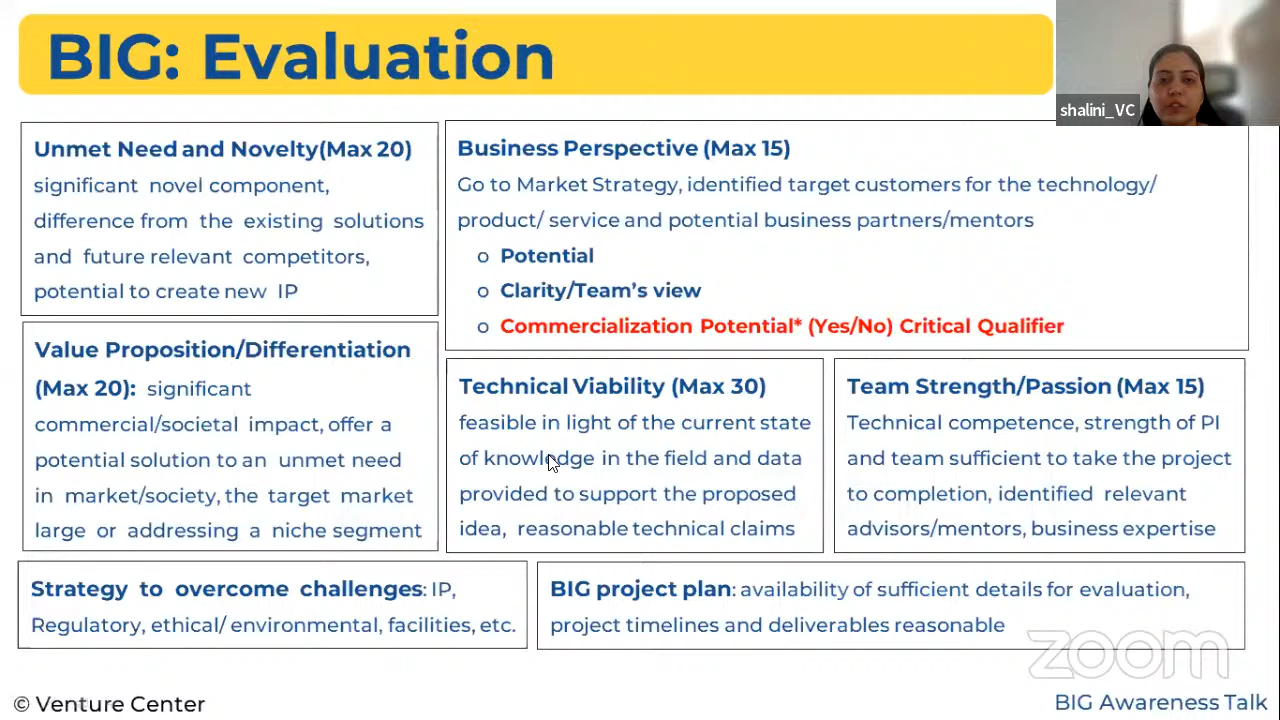 BIG: Evaluation
shalini_VC
Unmet Need and Novelty(Max 20)
significant novel component,
difference from the existing solutions
and future relevant competitors,
potential to create new IP
Business Perspective (Max 15)
Go to Market Strategy, identified target customers for the technology/
product/ service and potential business partners/mentors
o Potential
o Clarity/Team's view
o Commercialization Potential* (Yes/No) Critical Qualifier
Value Proposition/Differentiation
(Max 20): significant
commercial/societal impact, offer a
potential solution to an unmet need
in market/society, the target market
large or addressing a niche segment
Technical Viability (Max 30)
feasible in light of the current state
of knowledge in the field and data
provided to support the proposed
idea, reasonable technical claims
Team Strength/Passion (Max 15)
Technical competence, strength of PI
and team sufficient to take the project
to completion, identified relevant
advisors/mentors, business expertise
Strategy to overcome challenges: IP,
Regulatory, ethical/ environmental, facilities, etc.
BIG project plan: availability of sufficient details for evaluation,
project timelines and deliverables reasonable
zoom
© Venture Center
BIG Awareness Talk